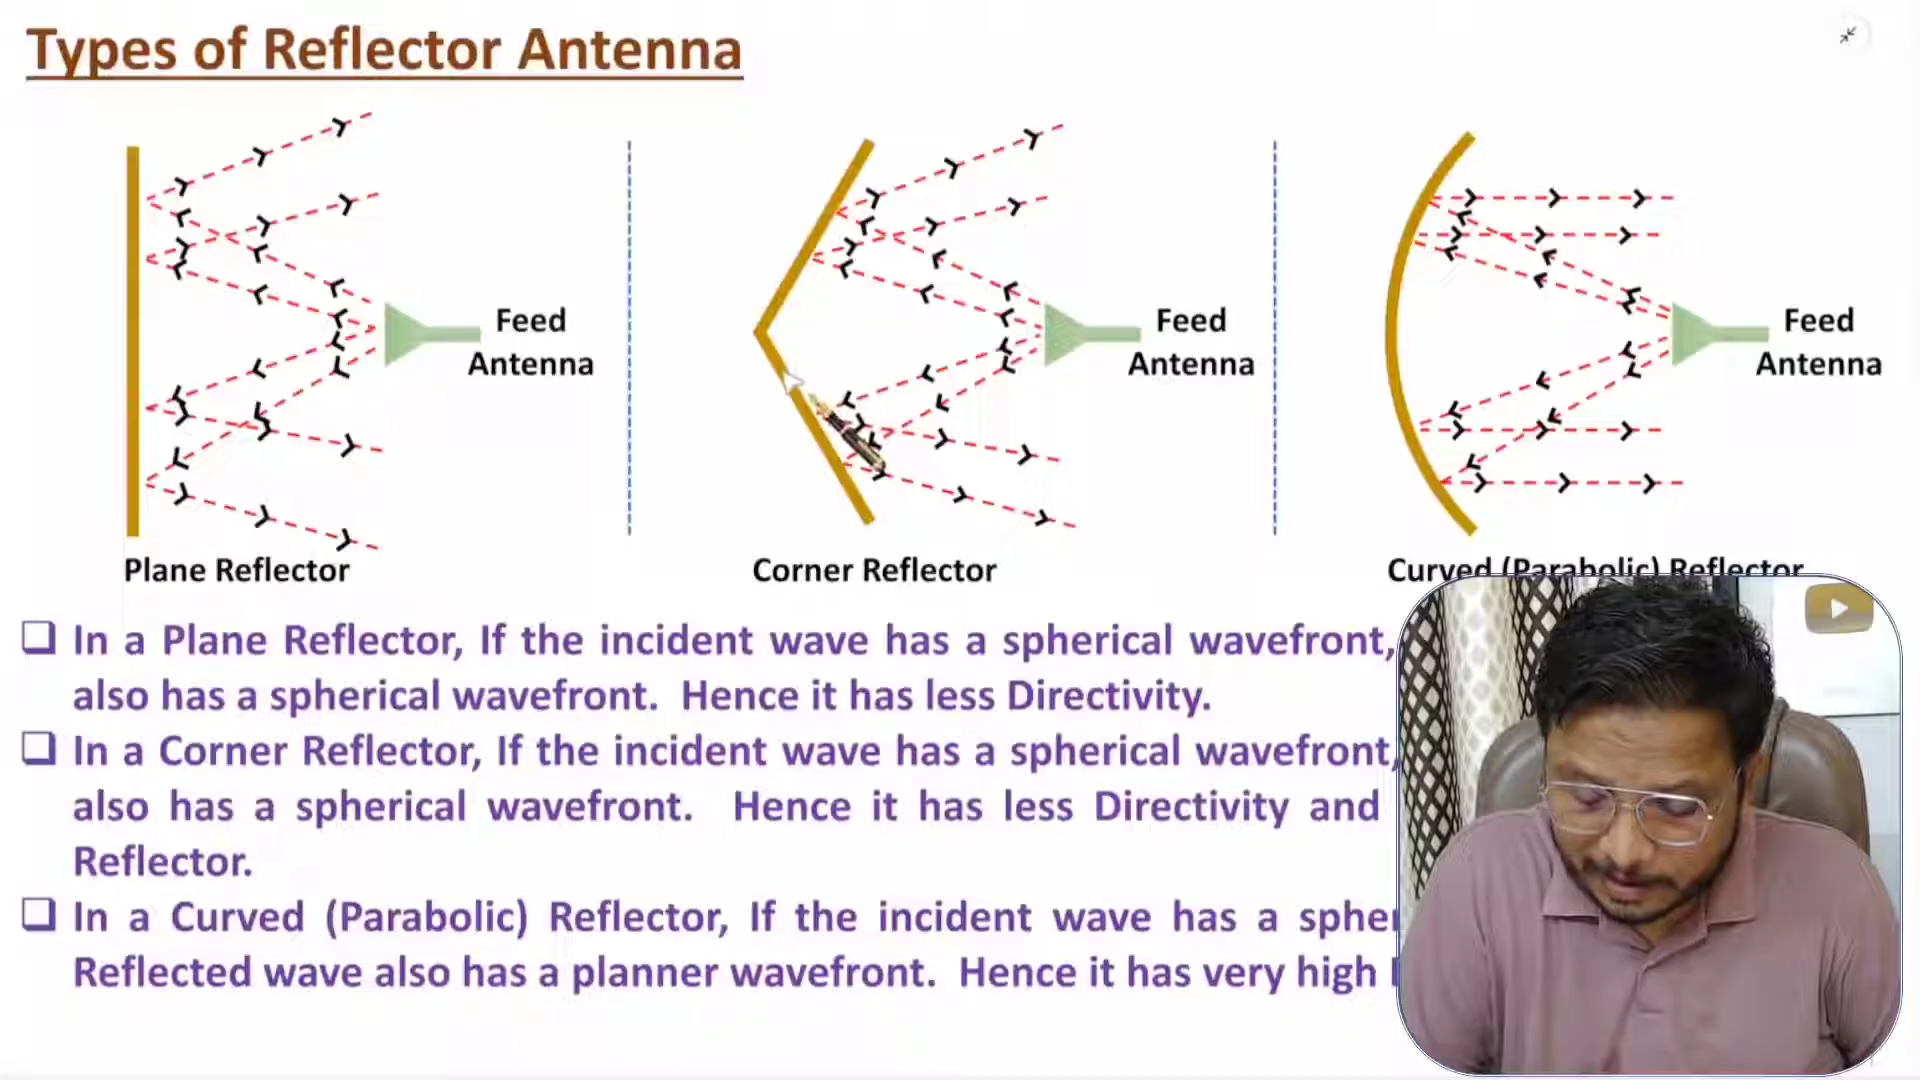 Types of Reflector Antenna
Feed
Antenna
Feed
Antenna
Feed
Antenna
Plane Reflector
Corner Reflector
Curved (Parabolic) Reflector
❑ In a Plane Reflector, If the incident wave has a spherical wavefront,
also has a spherical wavefront. Hence it has less Directivity.
❑ In a Corner Reflector, If the incident wave has a spherical wavefront,
also has a spherical wavefront. Hence it has less Directivity and
Reflector.
❑ In a Curved (Parabolic) Reflector, If the incident wave has a
Reflected wave also has a planner wavefront. Hence it has very high